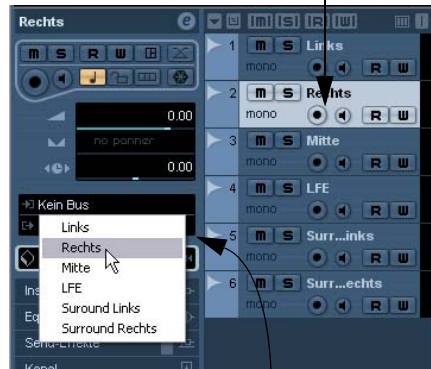 Rechts e
m S R W
0.00
no panner
0.00
Kein Bus
Links
Rechts
Mitte
LFE
Suround Links
Surround Rechts
Ins
Eq
Send-Effekte
Kanal
[m] [S] [R] [W]
1 m S Links
mono R W
2 m S Rechts
mono R W
3 m S Mitte
mono R W
4 m S LFE
mono R W
5 m S Surr...inks
mono R W
6 m S Surr...echts
mono R W